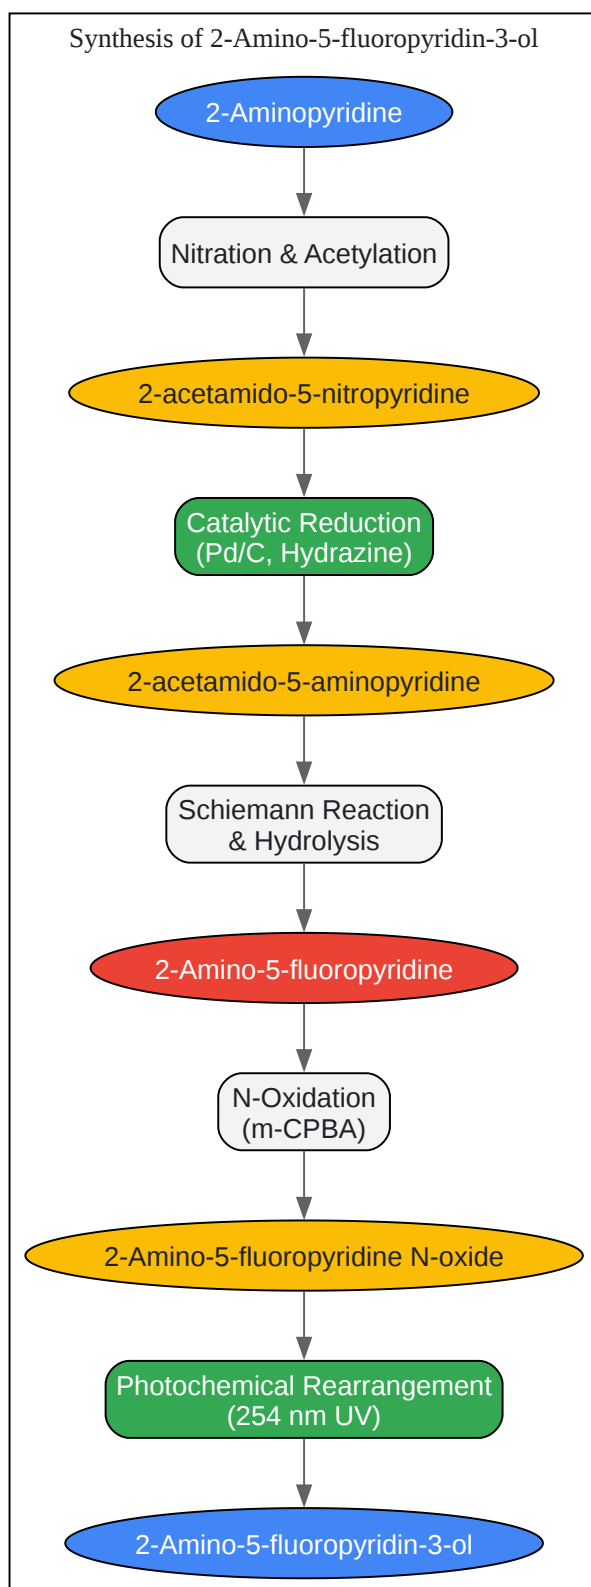 Synthesis of 2-Amino-5-fluoropyridin-3-ol
2-Aminopyridine
Nitration & Acetylation
2-acetamido-5-nitropyridine
Catalytic Reduction
(Pd/C, Hydrazine)
2-acetamido-5-aminopyridine
Schiemann Reaction
& Hydrolysis
2-Amino-5-fluoropyridine
N-Oxidation
(m-CPBA)
2-Amino-5-fluoropyridine N-oxide
Photochemical Rearrangement
(254 nm UV)
2-Amino-5-fluoropyridin-3-ol